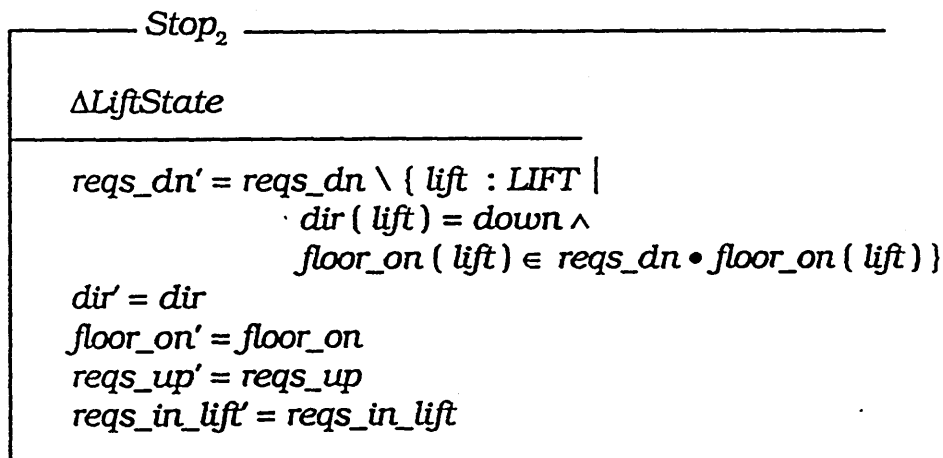 Stop₂
ΔLiftState
reqs_dn′ = reqs_dn \ { lift : LIFT |
dir ( lift ) = down ∧
floor_on ( lift ) ∈ reqs_dn • floor_on ( lift ) }
dir′ = dir
floor_on′ = floor_on
reqs_up′ = reqs_up
reqs_in_lift′ = reqs_in_lift